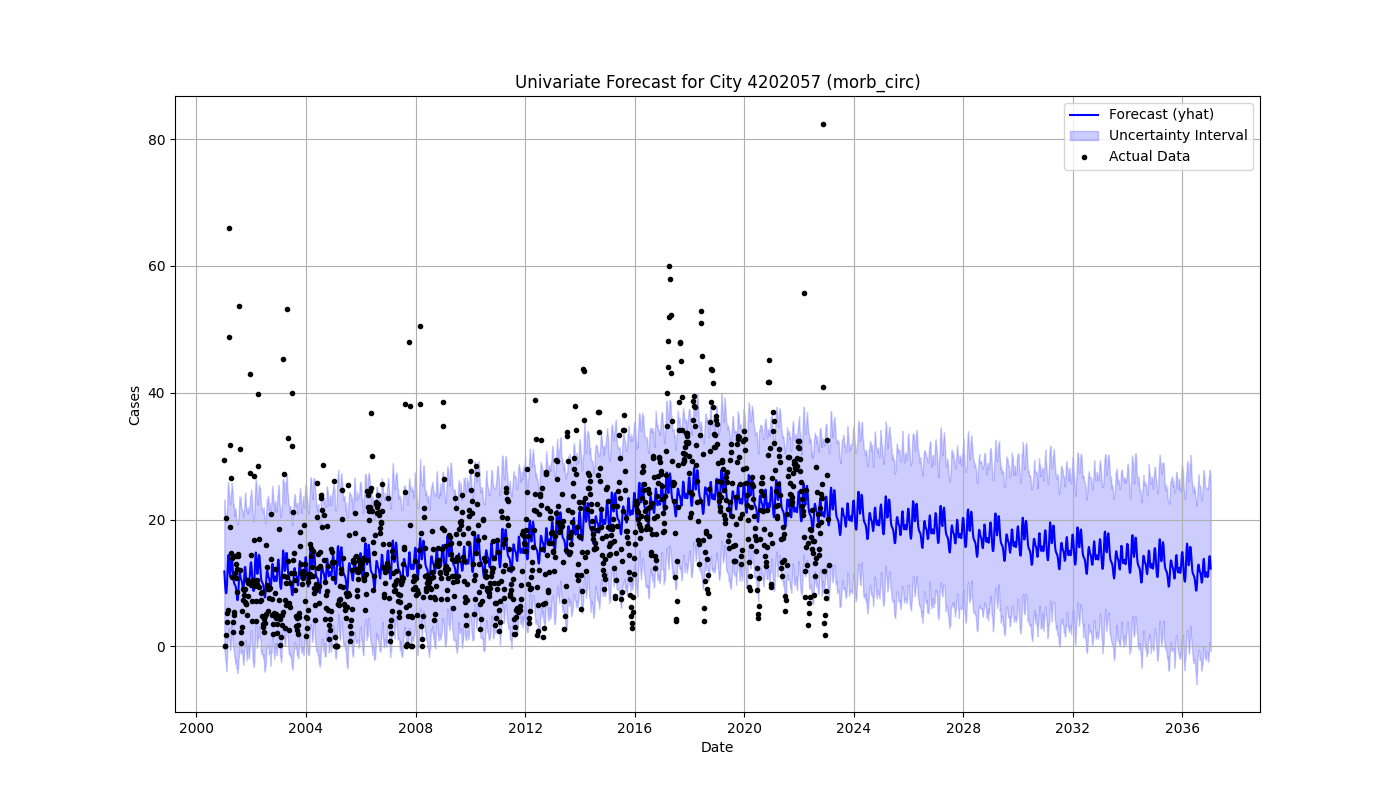 Univariate Forecast for City 4202057 (morb_circ)
Forecast (yhat)
Uncertainty Interval
Actual Data
80
60
40
20
0
Cases
2000 2004 2008 2012 2016 2020 2024 2028 2032 2036
Date